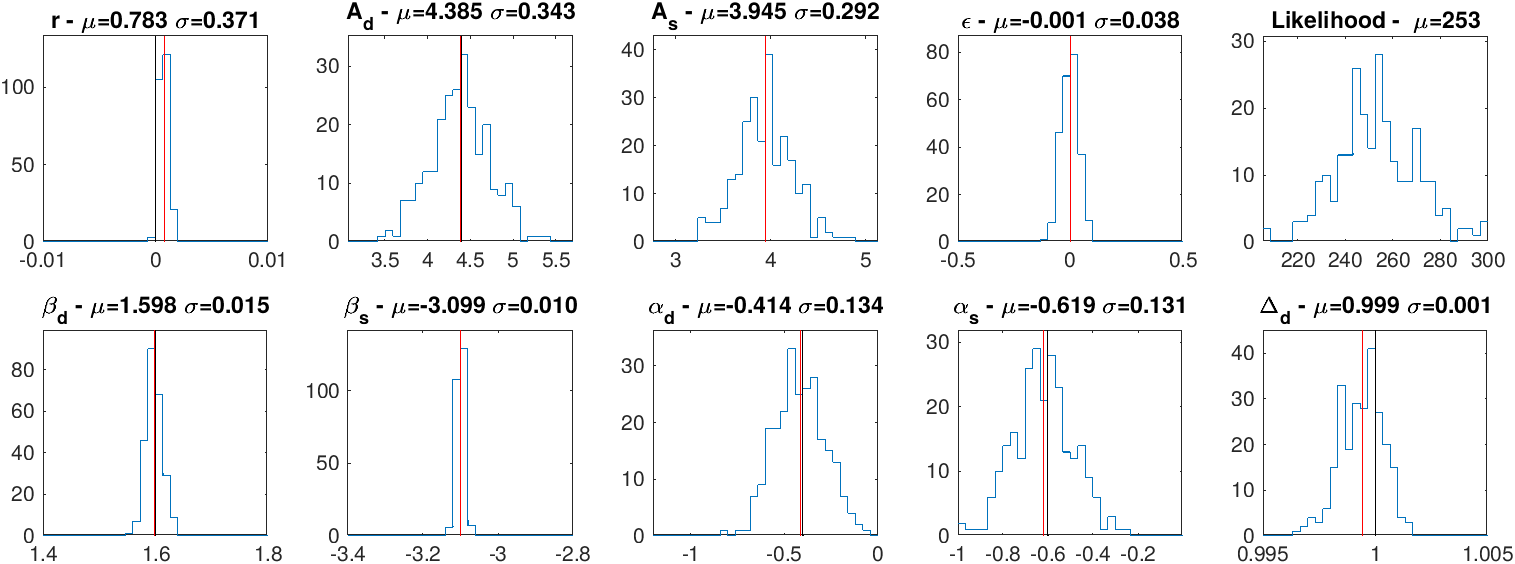 r - μ=0.783 σ=0.371
100
50
0
-0.01 0 0.01
A_d - μ=4.385 σ=0.343
30
20
10
0
3.5 4 4.5 5 5.5
A_s - μ=3.945 σ=0.292
40
30
20
10
0
3 4 5
ϵ - μ=-0.001 σ=0.038
80
60
40
20
0
-0.5 0 0.5
Likelihood - μ=253
30
20
10
0
220 240 260 280 300
β_d - μ=1.598 σ=0.015
80
60
40
20
0
1.4 1.6 1.8
β_s - μ=-3.099 σ=0.010
100
50
0
-3.4 -3.2 -3 -2.8
α_d - μ=-0.414 σ=0.134
30
20
10
0
-1 -0.5 0
α_s - μ=-0.619 σ=0.131
30
20
10
0
-1 -0.8 -0.6 -0.4 -0.2
Δ_d - μ=0.999 σ=0.001
40
30
20
10
0
0.995 1 1.005